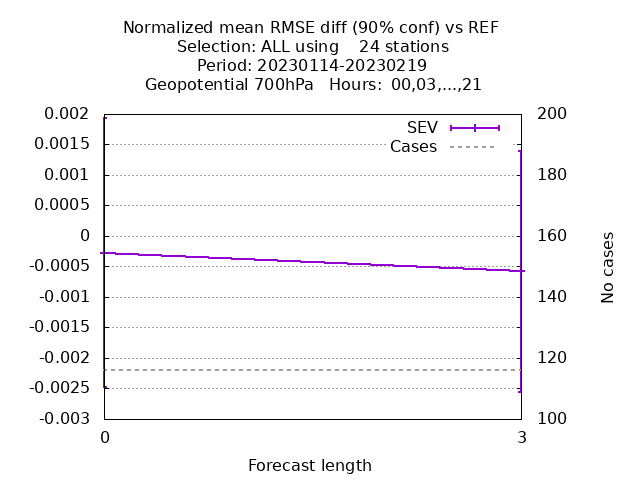 Normalized mean RMSE diff (90% conf) vs REF
Selection: ALL using    24 stations
Period: 20230114-20230219
Geopotential 700hPa   Hours:  00,03,...,21
SEV
Cases
0.002
0.0015
0.001
0.0005
0
-0.0005
-0.001
-0.0015
-0.002
-0.0025
-0.003
200
180
160
140
120
100
No cases
0
3
Forecast length